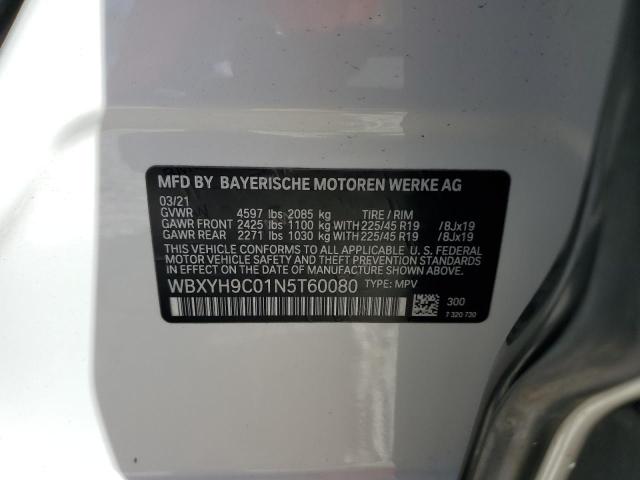 MFD BY BAYERISCHE MOTOREN WERKE AG
03/21
GVWR 4597 lbs 2085 kg TIRE / RIM
GAWR FRONT 2425 lbs 1100 kg WITH 225/45 R19 /8Jx19
GAWR REAR 2271 lbs 1030 kg WITH 225/45 R19 /8Jx19
THIS VEHICLE CONFORMS TO ALL APPLICABLE U. S. FEDERAL
MOTOR VEHICLE SAFETY, BUMPER, AND THEFT PREVENTION
STANDARDS IN EFFECT ON THE DATE OF MANUFACTURE SHOWN ABOVE.
WBXYH9C01N5T60080 TYPE: MPV
300
7 320 730